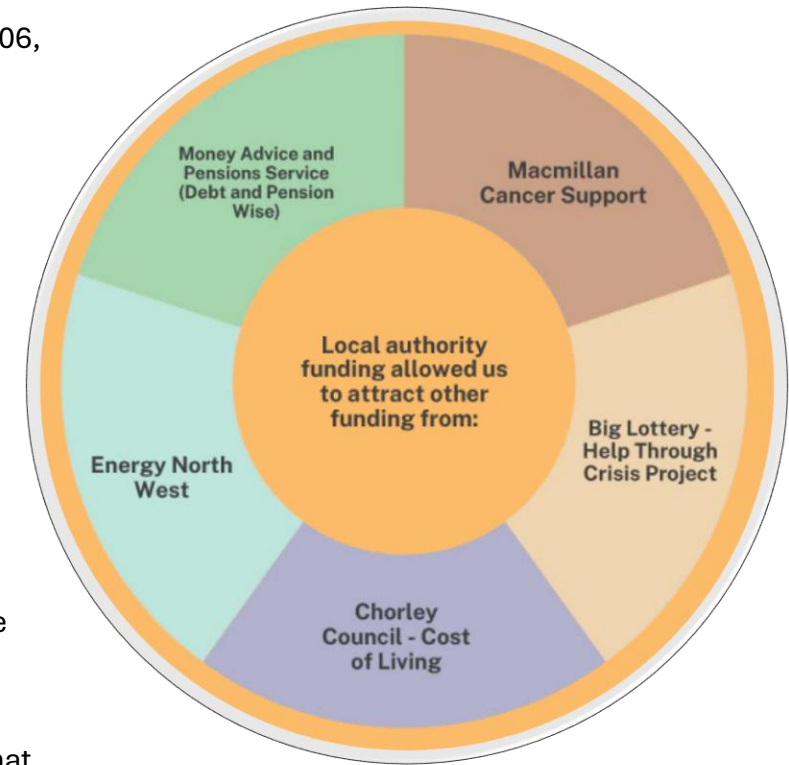 06,
Money Advice and
Pensions Service
(Debt and Pension
Wise)
Macmillan
Cancer Support
Local authority
funding allowed us
to attract other
funding from:
Big Lottery -
Help Through
Crisis Project
Energy North
West
Chorley
Council - Cost
of Living